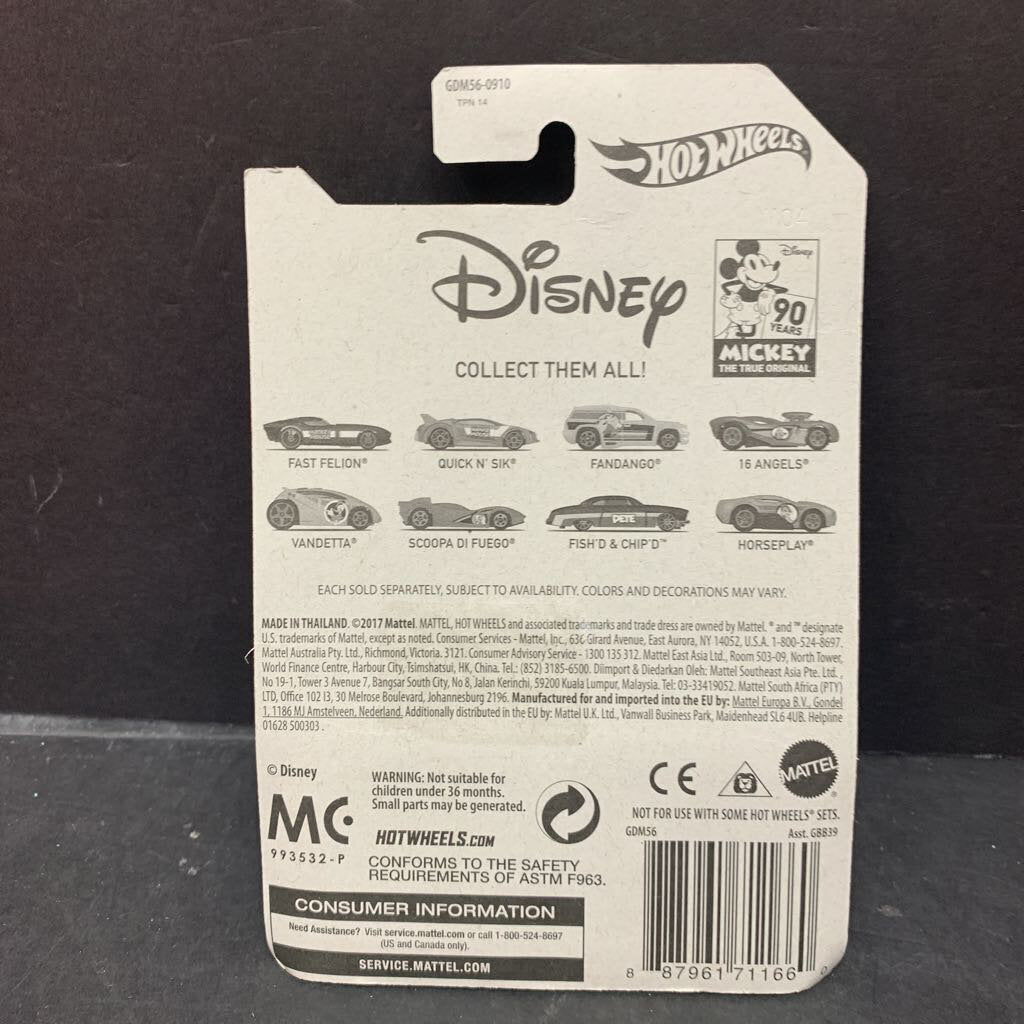 GDM56-0910
TPN 14
HOT WHEELS
DISNEY
Disney
90
YEARS
MICKEY
THE TRUE ORIGINAL
COLLECT THEM ALL!
FAST FELION® QUICK N' SIK® FANDANGO® 16 ANGELS®
PETE
VANDETTA® SCOOPA DI FUEGO® FISH'D & CHIP'D™ HORSEPLAY®
EACH SOLD SEPARATELY, SUBJECT TO AVAILABILITY. COLORS AND DECORATIONS MAY VARY.
MADE IN THAILAND. ©2017 Mattel. MATTEL, HOT WHEELS and associated trademarks and trade dress are owned by Mattel. ® and ™ designate
U.S. trademarks of Mattel, except as noted. Consumer Services - Mattel, Inc., 636 Girard Avenue, East Aurora, NY 14052, U.S.A. 1-800-524-8697.
Mattel Australia Pty. Ltd., Richmond, Victoria. 3121. Consumer Advisory Service - 1300 135 312. Mattel East Asia Ltd., Room 503-09, North Tower,
World Finance Centre, Harbour City, Tsimshatsui, HK, China. Tel.: (852) 3185-6500. Diimport & Diedarkan Oleh: Mattel Southeast Asia Pte. Ltd.,
No 19-1, Tower 3 Avenue 7, Bangsar South City, No 8, Jalan Kerinchi, 59200 Kuala Lumpur, Malaysia. Tel: 03-33419052. Mattel South Africa (PTY)
LTD, Office 102 I3, 30 Melrose Boulevard, Johannesburg 2196. Manufactured for and imported into the EU by: Mattel Europa B.V., Gondel
1, 1186 MJ Amstelveen, Nederland. Additionally distributed in the EU by: Mattel U.K. Ltd., Vanwall Business Park, Maidenhead SL6 4UB. Helpline
01628 500303.
© Disney
MC
993532-P
WARNING: Not suitable for
children under 36 months.
Small parts may be generated.
HOTWHEELS.COM
CONFORMS TO THE SAFETY
REQUIREMENTS OF ASTM F963.
CE
MATTEL
NOT FOR USE WITH SOME HOT WHEELS® SETS.
GDM56 Asst. GBB39
CONSUMER INFORMATION
Need Assistance? Visit service.mattel.com or call 1-800-524-8697
(US and Canada only).
SERVICE.MATTEL.COM
8 87961 71166 0